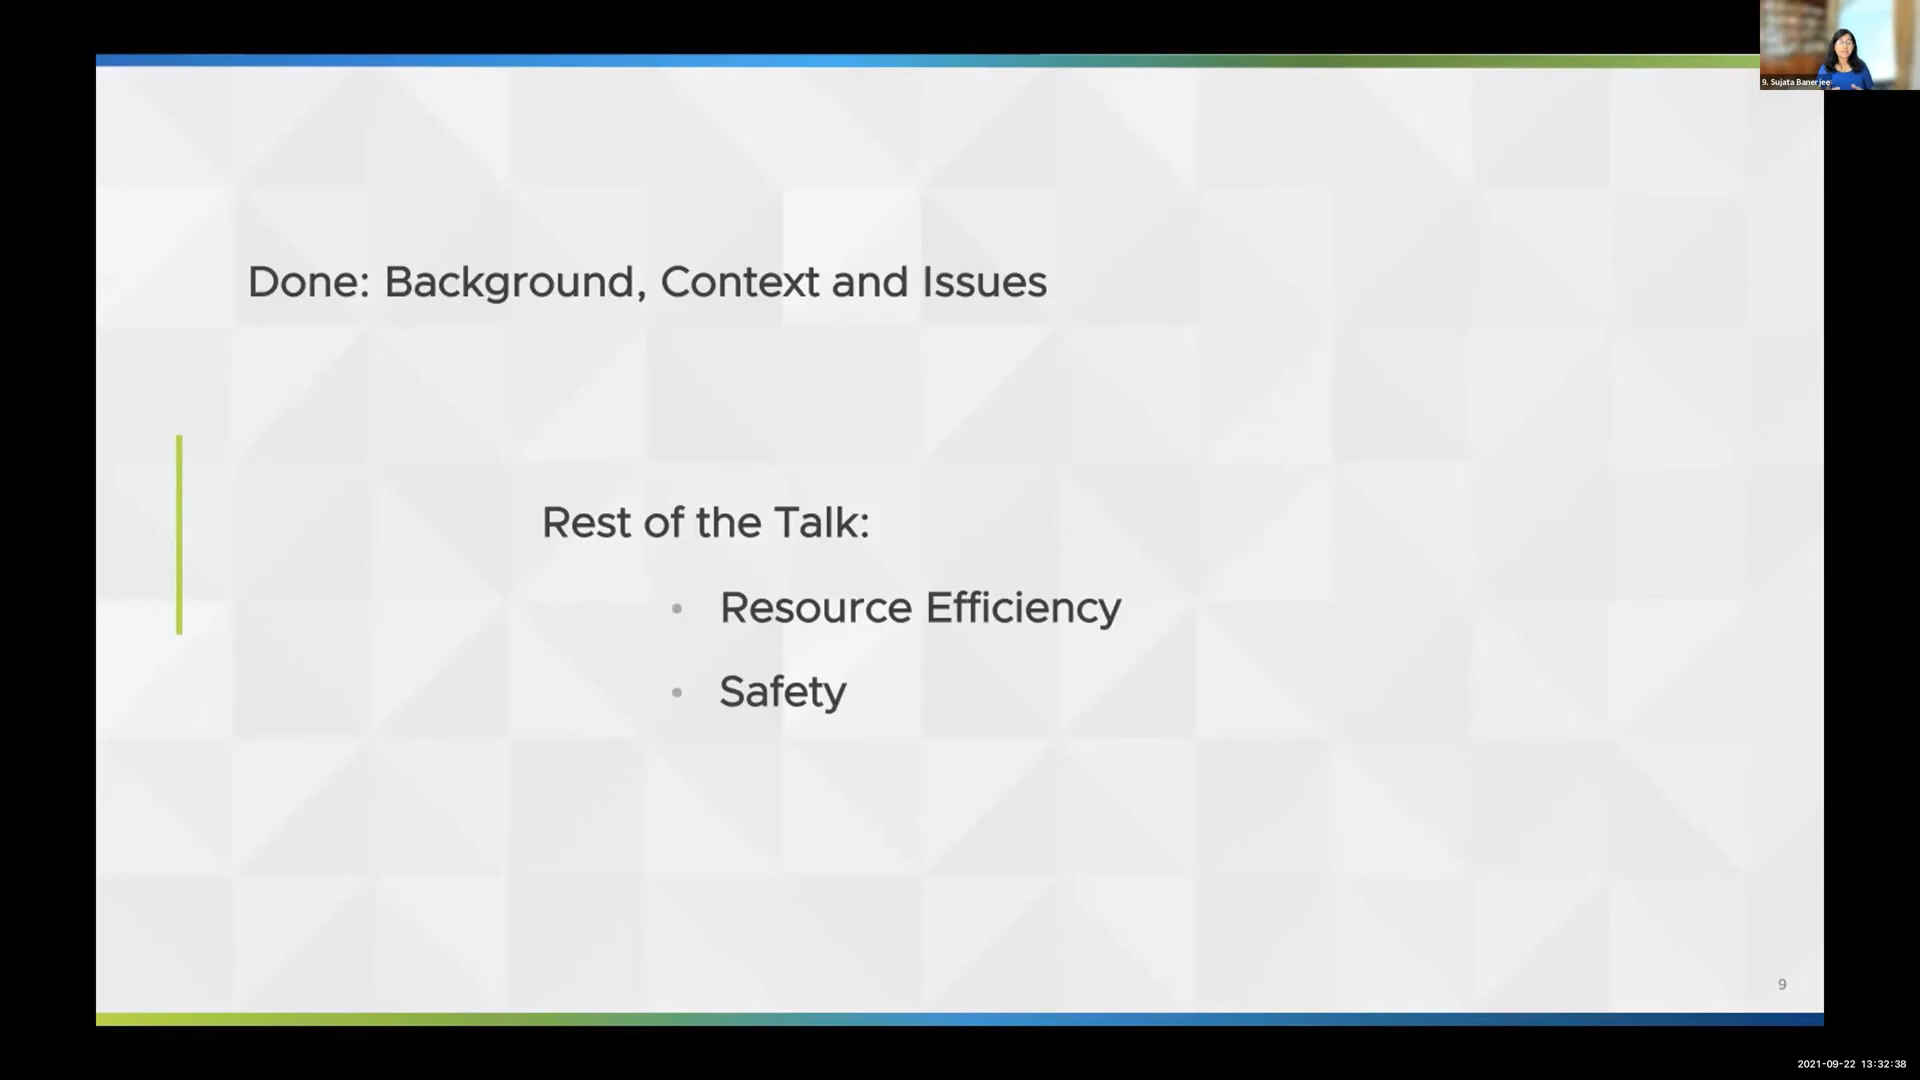 9. Sujata Banerjee
Done: Background, Context and Issues
Rest of the Talk:
• Resource Efficiency
• Safety
9
2021-09-22 13:32:38